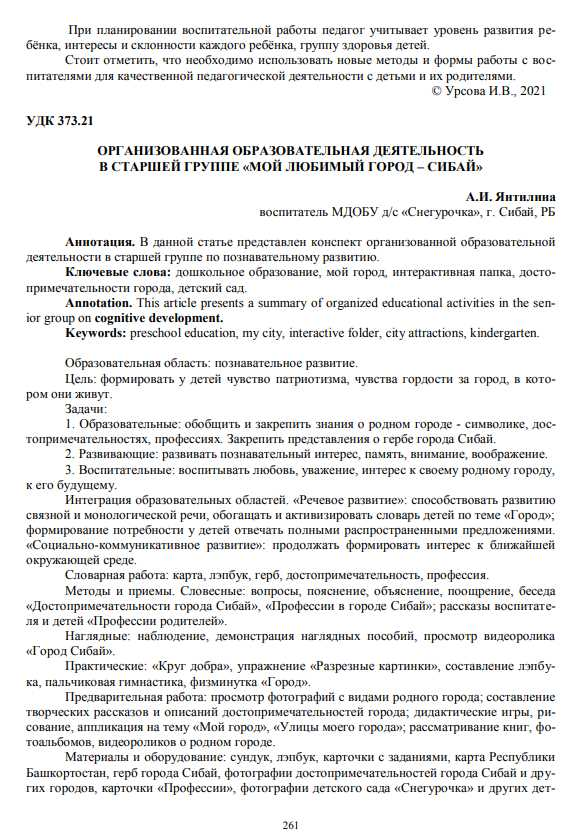 При планировании воспитательной работы педагог учитывает уровень развития ре-
бёнка, интересы и склонности каждого ребёнка, группу здоровья детей.
Стоит отметить, что необходимо использовать новые методы и формы работы с вос-
питателями для качественной педагогической деятельности с детьми и их родителями.
© Урсова И.В., 2021
УДК 373.21
ОРГАНИЗОВАННАЯ ОБРАЗОВАТЕЛЬНАЯ ДЕЯТЕЛЬНОСТЬ
В СТАРШЕЙ ГРУППЕ «МОЙ ЛЮБИМЫЙ ГОРОД – СИБАЙ»
А.И. Янтилина
воспитатель МДОБУ д/с «Снегурочка», г. Сибай, РБ
Аннотация. В данной статье представлен конспект организованной образовательной
деятельности в старшей группе по познавательному развитию.
Ключевые слова: дошкольное образование, мой город, интерактивная папка, досто-
примечательности города, детский сад.
Annotation. This article presents a summary of organized educational activities in the sen-
ior group on cognitive development.
Keywords: preschool education, my city, interactive folder, city attractions, kindergarten.
Образовательная область: познавательное развитие.
Цель: формировать у детей чувство патриотизма, чувства гордости за город, в кото-
ром они живут.
Задачи:
1. Образовательные: обобщить и закрепить знания о родном городе - символике, дос-
топримечательностях, профессиях. Закрепить представления о гербе города Сибай.
2. Развивающие: развивать познавательный интерес, память, внимание, воображение.
3. Воспитательные: воспитывать любовь, уважение, интерес к своему родному городу,
к его будущему.
Интеграция образовательных областей. «Речевое развитие»: способствовать развитию
связной и монологической речи, обогащать и активизировать словарь детей по теме «Город»;
формирование потребности у детей отвечать полными распространенными предложениями.
«Социально-коммуникативное развитие»: продолжать формировать интерес к ближайшей
окружающей среде.
Словарная работа: карта, лэпбук, герб, достопримечательность, профессия.
Методы и приемы. Словесные: вопросы, пояснение, объяснение, поощрение, беседа
«Достопримечательности города Сибай», «Профессии в городе Сибай»; рассказы воспитате-
ля и детей «Профессии родителей».
Наглядные: наблюдение, демонстрация наглядных пособий, просмотр видеоролика
«Город Сибай».
Практические: «Круг добра», упражнение «Разрезные картинки», составление лэпбу-
ка, пальчиковая гимнастика, физминутка «Город».
Предварительная работа: просмотр фотографий с видами родного города; составление
творческих рассказов и описаний достопримечательностей города; дидактические игры, ри-
сование, аппликация на тему «Мой город», «Улицы моего города»; рассматривание книг, фо-
тоальбомов, видеороликов о родном городе.
Материалы и оборудование: сундук, лэпбук, карточки с заданиями, карта Республики
Башкортостан, герб города Сибай, фотографии достопримечательностей города Сибай и дру-
гих городов, карточки «Профессии», фотографии детского сада «Снегурочка» и других дет-
261